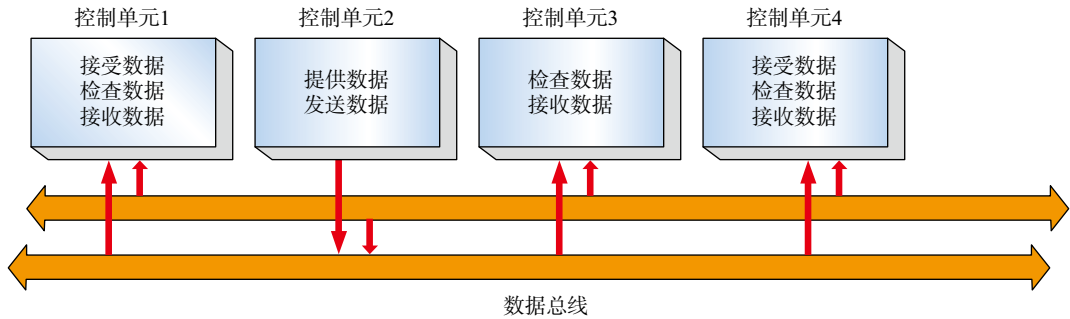 控制单元1
控制单元2
控制单元3
控制单元4
接受数据
检查数据
接收数据
提供数据
发送数据
检查数据
接收数据
接受数据
检查数据
接收数据
数据总线